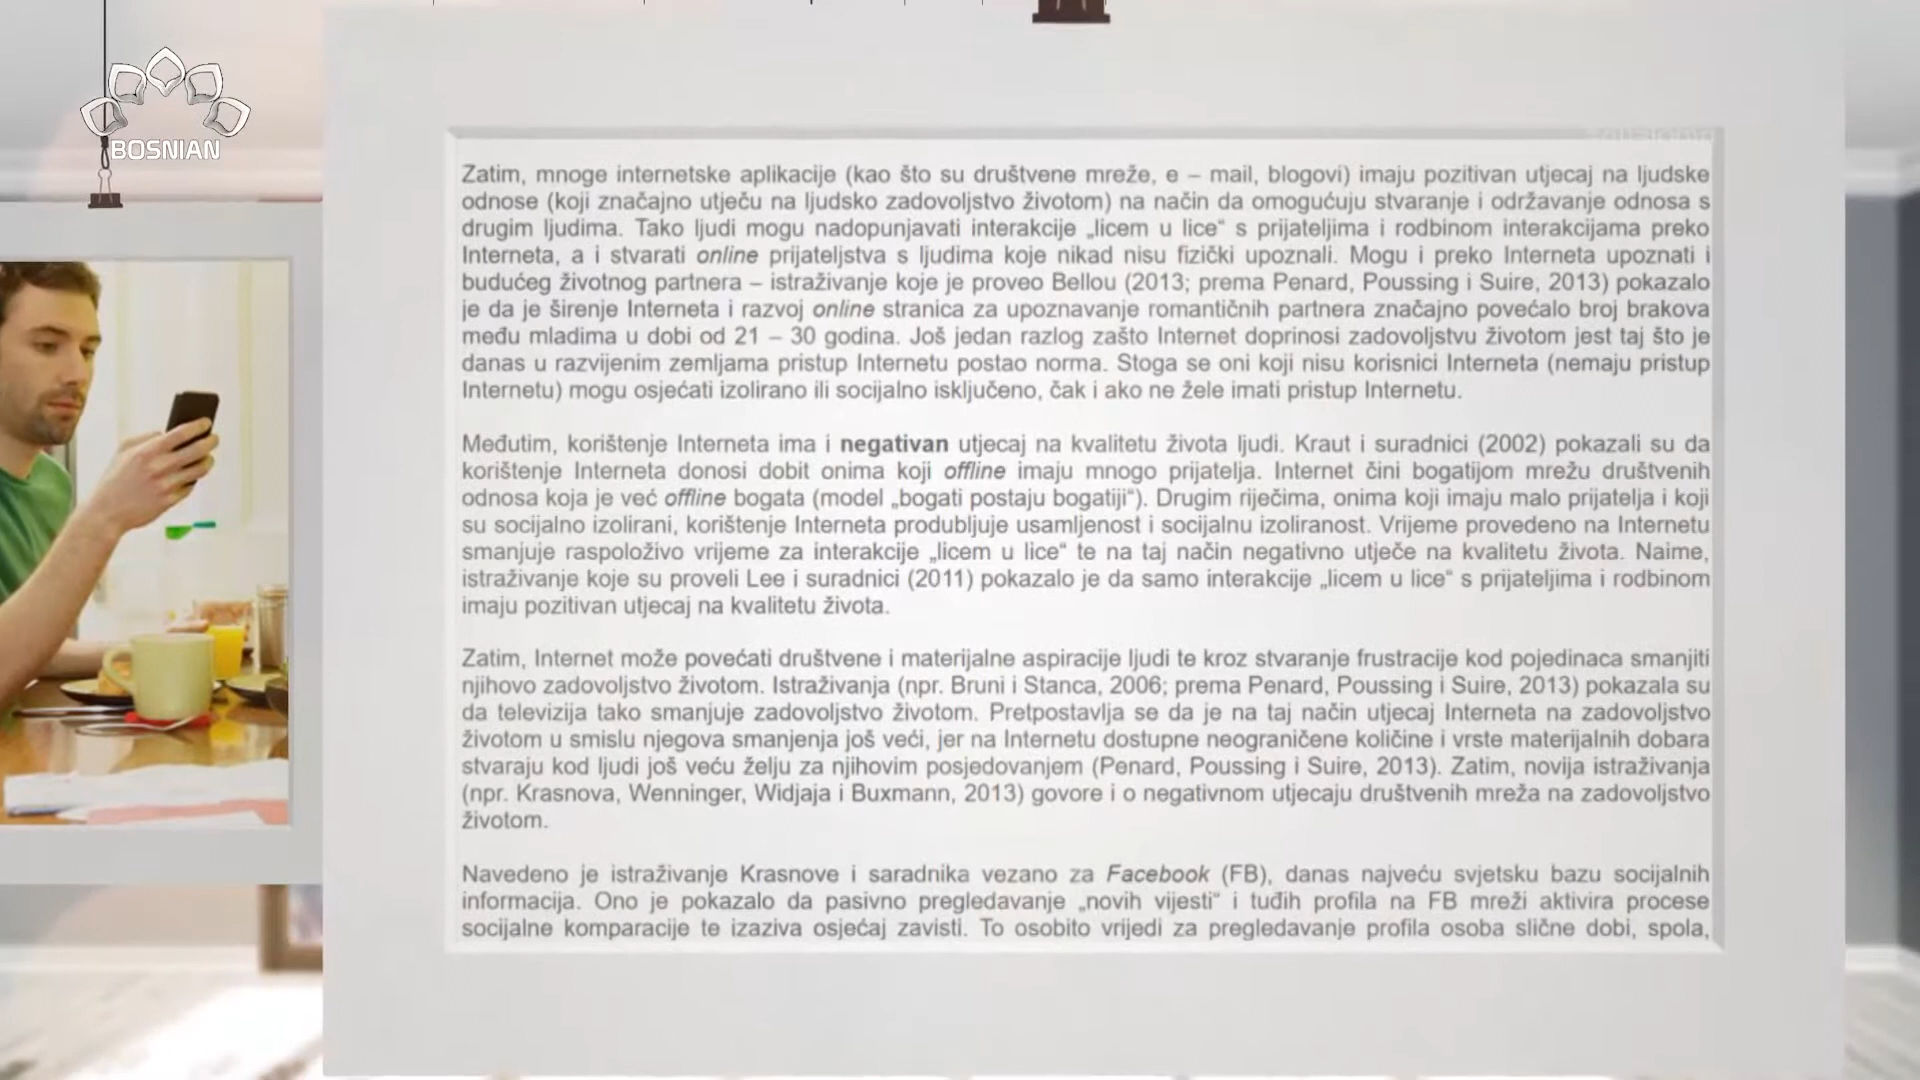 BOSNIAN
Zatim, mnoge internetske aplikacije (kao što su društvene mreže, e – mail, blogovi) imaju pozitivan utjecaj na ljudske
odnose (koji značajno utječu na ljudsko zadovoljstvo životom) na način da omogućuju stvaranje i održavanje odnosa s
drugim ljudima. Tako ljudi mogu nadopunjavati interakcije „licem u lice“ s prijateljima i rodbinom interakcijama preko
Interneta, a i stvarati online prijateljstva s ljudima koje nikad nisu fizički upoznali. Mogu i preko Interneta upoznati i
budućeg životnog partnera – istraživanje koje je proveo Bellou (2013; prema Penard, Poussing i Suire, 2013) pokazalo
je da je širenje Interneta i razvoj online stranica za upoznavanje romantičnih partnera značajno povećalo broj brakova
među mladima u dobi od 21 – 30 godina. Još jedan razlog zašto Internet doprinosi zadovoljstvu životom jest taj što je
danas u razvijenim zemljama pristup Internetu postao norma. Stoga se oni koji nisu korisnici Interneta (nemaju pristup
Internetu) mogu osjećati izolirano ili socijalno isključeno, čak i ako ne žele imati pristup Internetu.
Međutim, korištenje Interneta ima i negativan utjecaj na kvalitetu života ljudi. Kraut i suradnici (2002) pokazali su da
korištenje Interneta donosi dobit onima koji offline imaju mnogo prijatelja. Internet čini bogatijom mrežu društvenih
odnosa koja je već offline bogata (model „bogati postaju bogatiji“). Drugim riječima, onima koji imaju malo prijatelja i koji
su socijalno izolirani, korištenje Interneta produbljuje usamljenost i socijalnu izoliranost. Vrijeme provedeno na Internetu
smanjuje raspoloživo vrijeme za interakcije „licem u lice“ te na taj način negativno utječe na kvalitetu života. Naime,
istraživanje koje su proveli Lee i suradnici (2011) pokazalo je da samo interakcije „licem u lice“ s prijateljima i rodbinom
imaju pozitivan utjecaj na kvalitetu života.
Zatim, Internet može povećati društvene i materijalne aspiracije ljudi te kroz stvaranje frustracije kod pojedinaca smanjiti
njihovo zadovoljstvo životom. Istraživanja (npr. Bruni i Stanca, 2006; prema Penard, Poussing i Suire, 2013) pokazala su
da televizija tako smanjuje zadovoljstvo životom. Pretpostavlja se da je na taj način utjecaj Interneta na zadovoljstvo
životom u smislu njegova smanjenja još veći, jer na Internetu dostupne neograničene količine i vrste materijalnih dobara
stvaraju kod ljudi još veću želju za njihovim posjedovanjem (Penard, Poussing i Suire, 2013). Zatim, novija istraživanja
(npr. Krasnova, Wenninger, Widjaja i Buxmann, 2013) govore i o negativnom utjecaju društvenih mreža na zadovoljstvo
životom.
Navedeno je istraživanje Krasnove i saradnika vezano za Facebook (FB), danas najveću svjetsku bazu socijalnih
informacija. Ono je pokazalo da pasivno pregledavanje „novih vijesti“ i tuđih profila na FB mreži aktivira procese
socijalne komparacije te izaziva osjećaj zavisti. To osobito vrijedi za pregledavanje profila osoba slične dobi, spola,